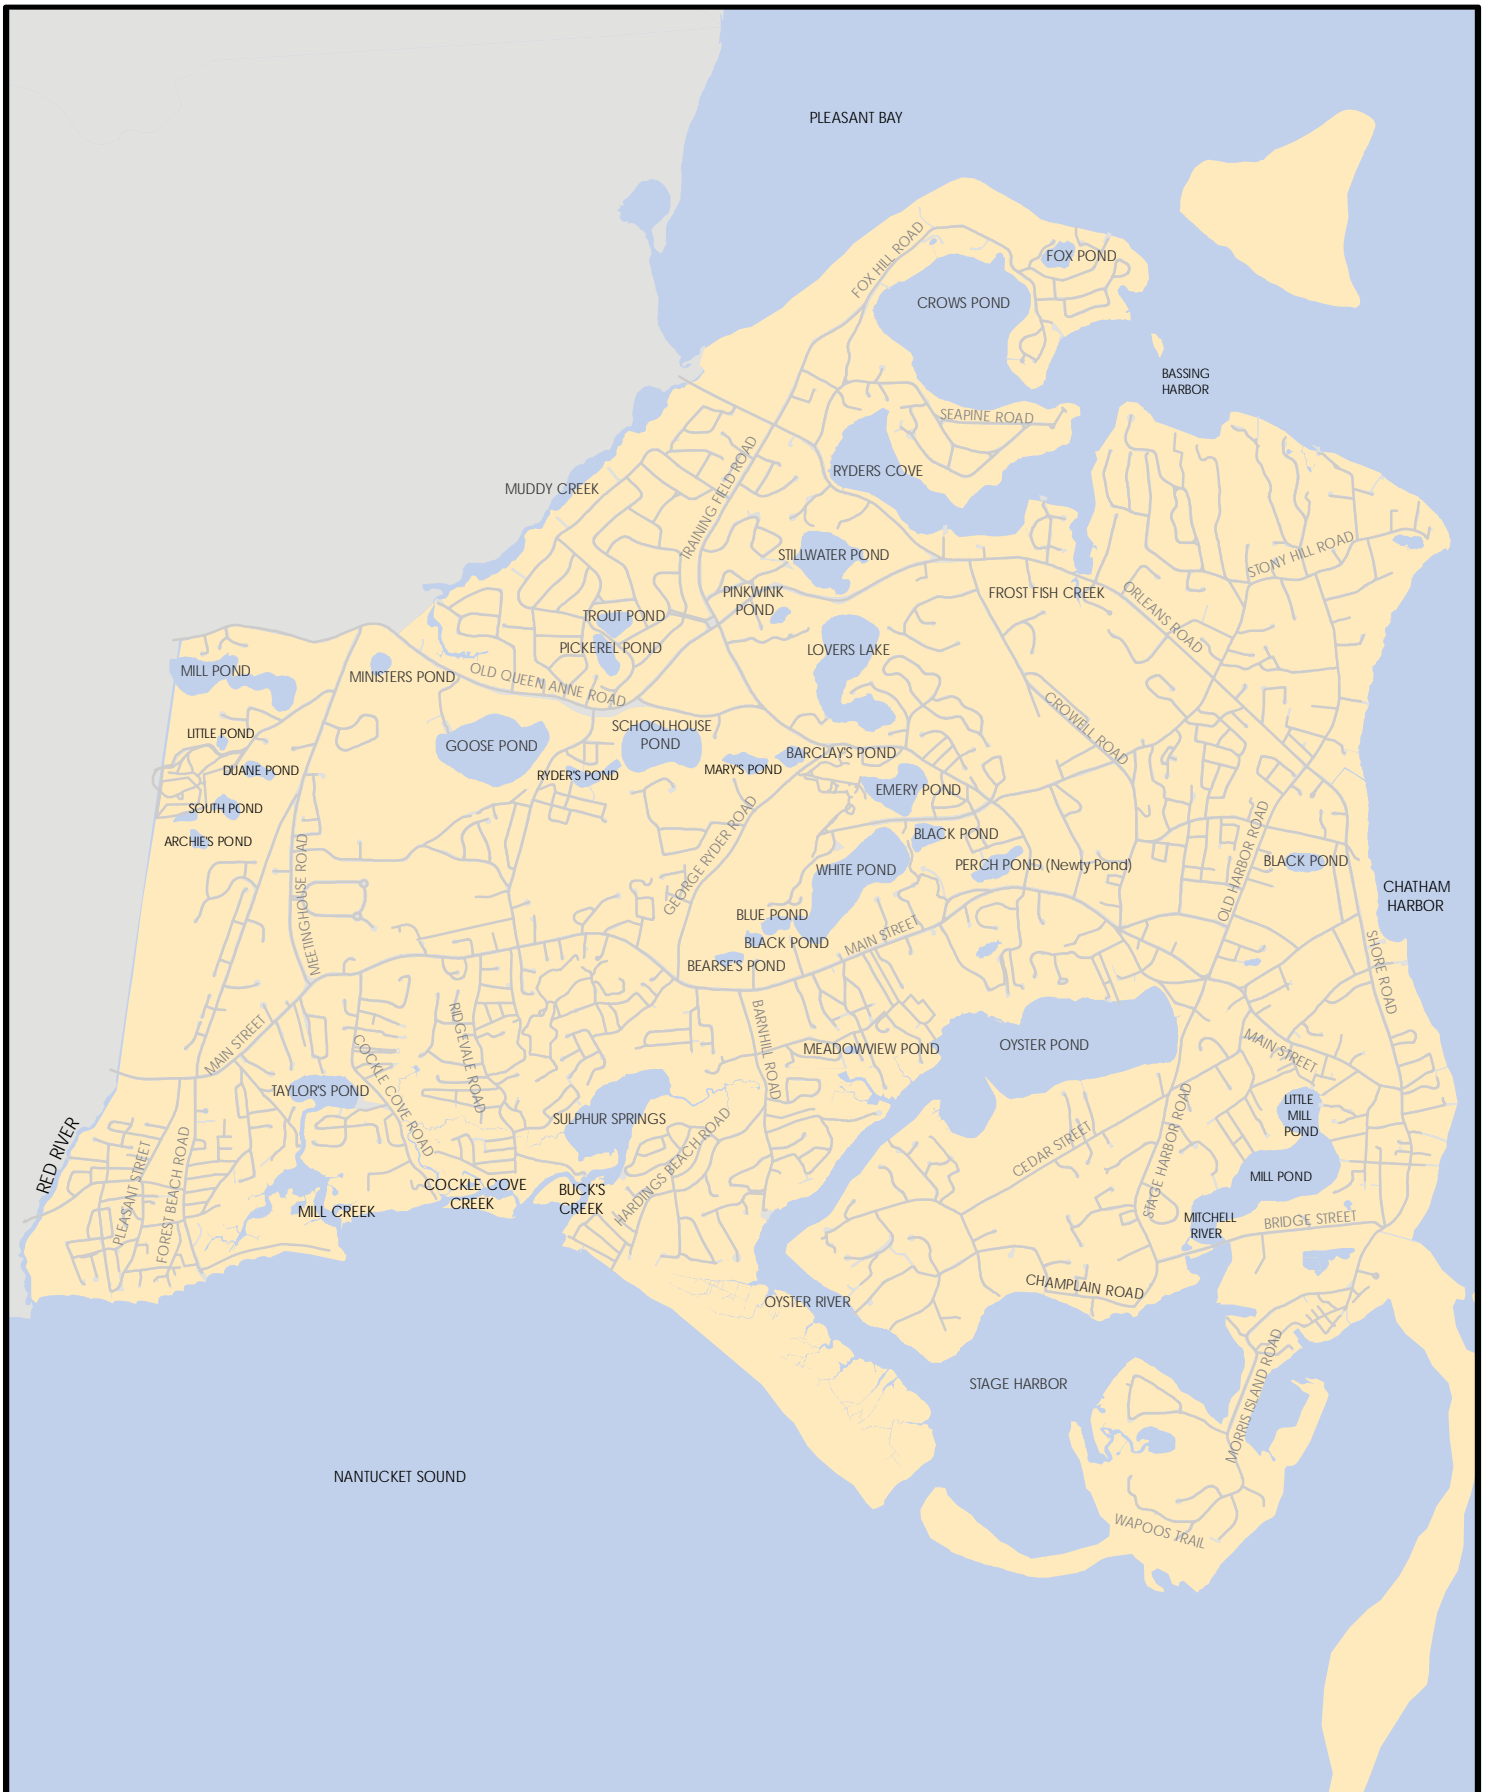 PLEASANT BAY
FOX HILL ROAD
FOX POND
CROWS POND
BASSING
HARBOR
SEAPINE ROAD
RYDERS COVE
MUDDY CREEK
TRAINING FIELD ROAD
STILLWATER POND
STONY HILL ROAD
PINKWINK
POND
FROST FISH CREEK
ORLEANS ROAD
TROUT POND
PICKEREL POND
LOVERS LAKE
MILL POND
MINISTERS POND
OLD QUEEN ANNE ROAD
CROWELL ROAD
LITTLE POND
SCHOOLHOUSE
POND
GOOSE POND
BARCLAY'S POND
DUANE POND
RYDER'S POND
MARY'S POND
EMERY POND
SOUTH POND
GEORGE RYDER ROAD
OLD HARBOR ROAD
ARCHIE'S POND
BLACK POND
MEETINGHOUSE ROAD
WHITE POND
PERCH POND (Newty Pond)
BLACK POND
CHATHAM
HARBOR
BLUE POND
MAIN STREET
BLACK POND
BEARSE'S POND
SHORE ROAD
MAIN STREET
RIDGEVALE ROAD
COCKLE COVE ROAD
BARNHILL ROAD
MEADOWVIEW POND
OYSTER POND
MAIN STREET
TAYLOR'S POND
SULPHUR SPRINGS
LITTLE
MILL
POND
RED RIVER
PLEASANT STREET
FOREST BEACH ROAD
HARDINGS BEACH ROAD
CEDAR STREET
STAGE HARBOR ROAD
MILL POND
COCKLE COVE
CREEK
BUCK'S
CREEK
MILL CREEK
MITCHELL
RIVER
BRIDGE STREET
CHAMPLAIN ROAD
OYSTER RIVER
STAGE HARBOR
MORRIS ISLAND ROAD
NANTUCKET SOUND
WAPOOS TRAIL